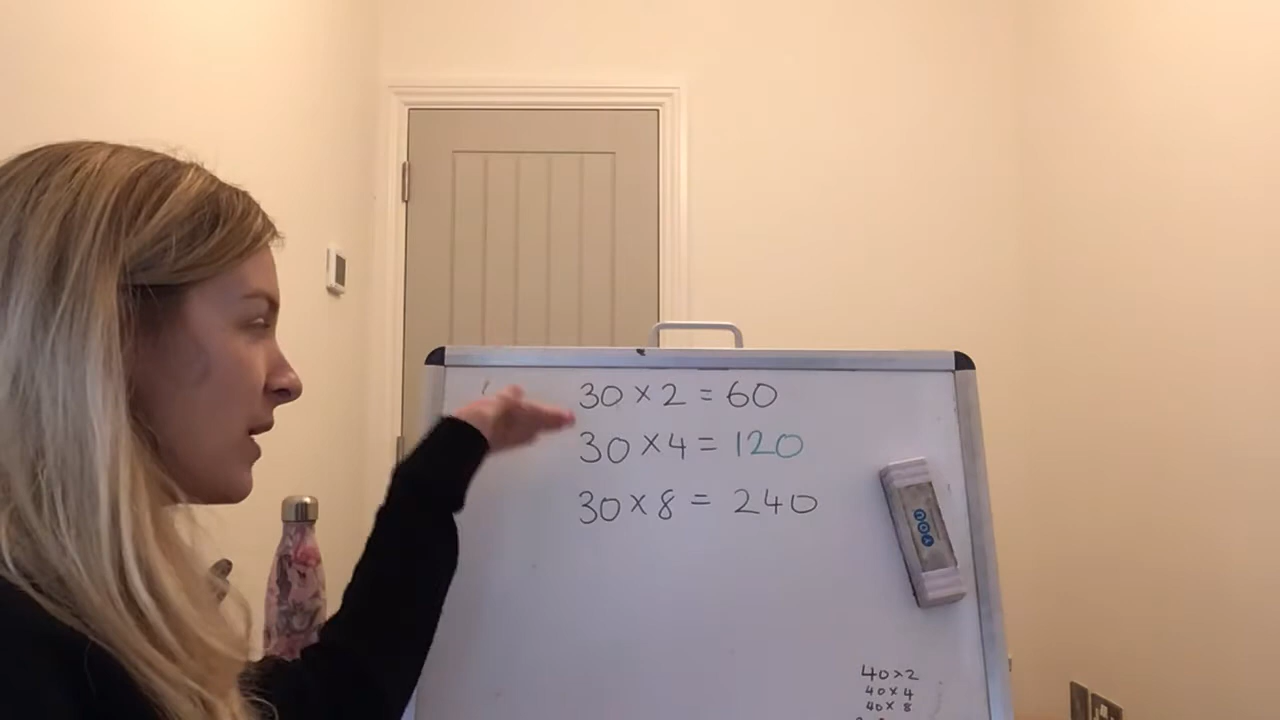 30 x 2 = 60
30 x 4 = 120
30 x 8 = 240
40 x 2
40 x 4
40 x 8